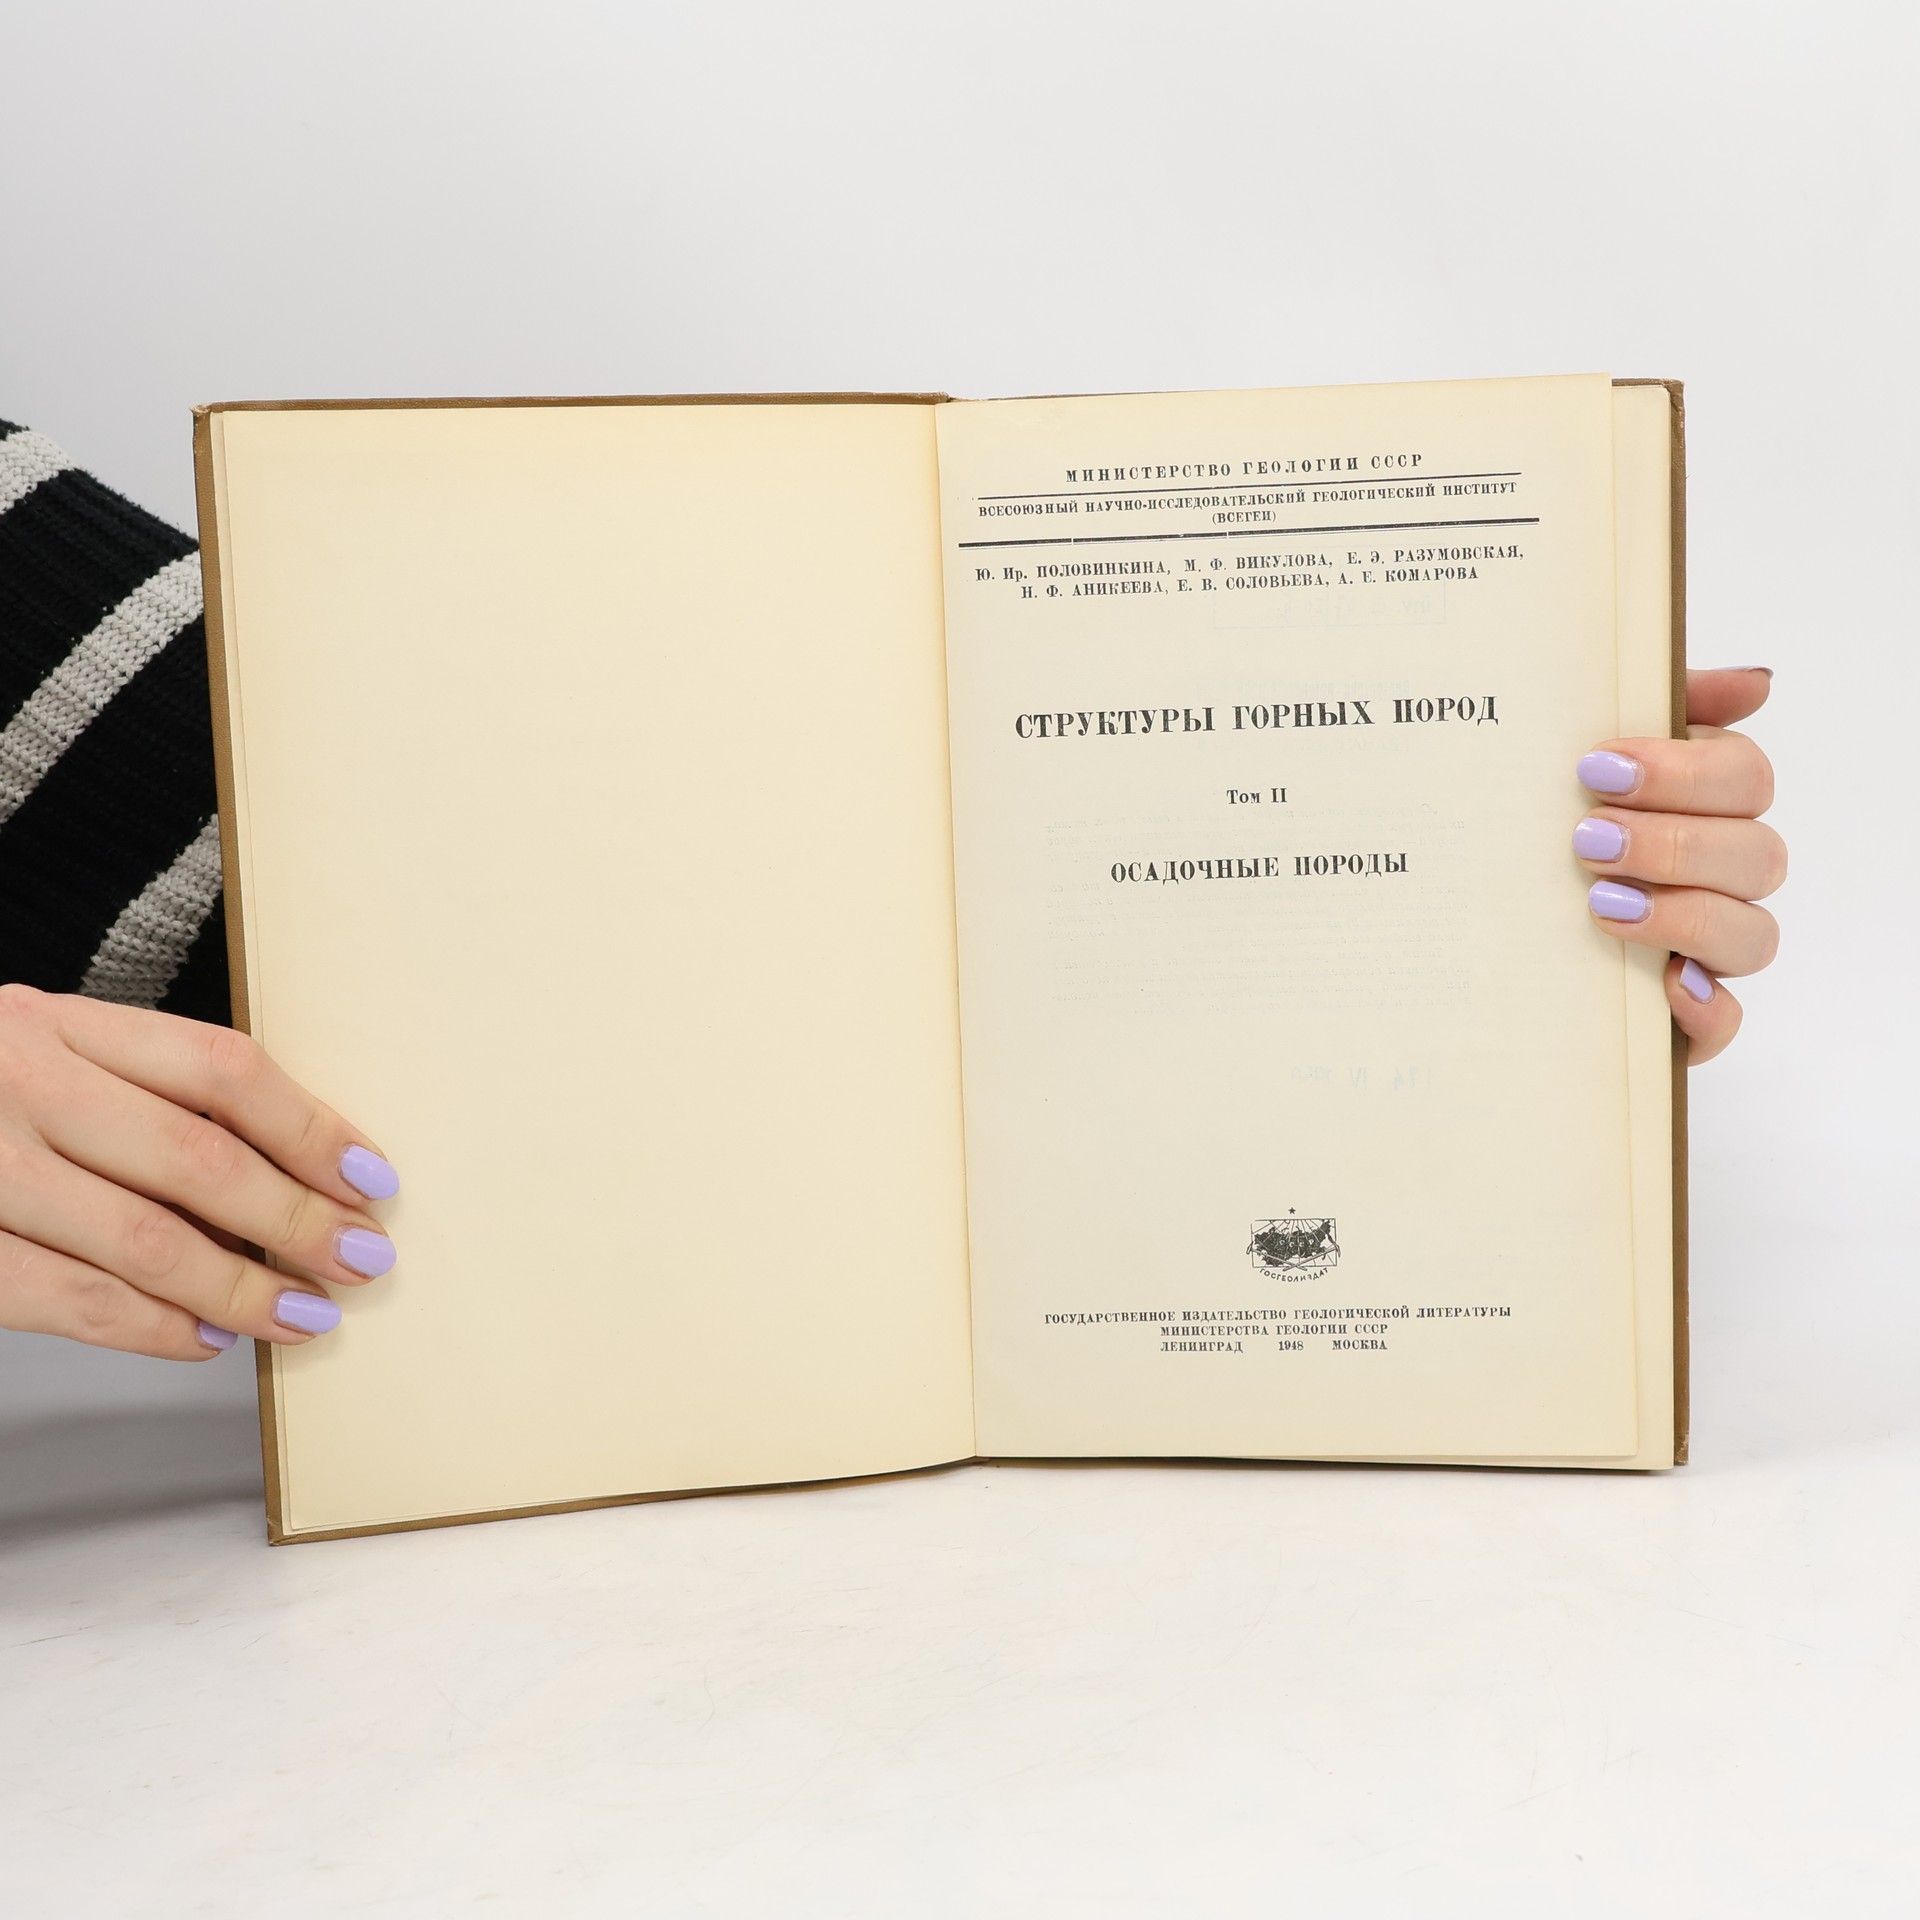 МИНИСТЕРСТВО ГЕОЛОГИИ СССР
ВСЕСОЮЗНЫЙ НАУЧНО-ИССЛЕДОВАТЕЛЬСКИЙ ГЕОЛОГИЧЕСКИЙ ИНСТИТУТ
(ВСЕГЕИ)
Ю. Ир. ПОЛОВИНКИНА, М. Ф. ВИКУЛОВА, Е. Э. РАЗУМОВСКАЯ,
Н. Ф. АНИКЕЕВА, Е. В. СОЛОВЬЕВА, А. Е. КОМАРОВА
СТРУКТУРЫ ГОРНЫХ ПОРОД
Том II
ОСАДОЧНЫЕ ПОРОДЫ
СССР
ГОСГЕОЛИЗДАТ
ГОСУДАРСТВЕННОЕ ИЗДАТЕЛЬСТВО ГЕОЛОГИЧЕСКОЙ ЛИТЕРАТУРЫ
МИНИСТЕРСТВА ГЕОЛОГИИ СССР
ЛЕНИНГРАД 1948 МОСКВА